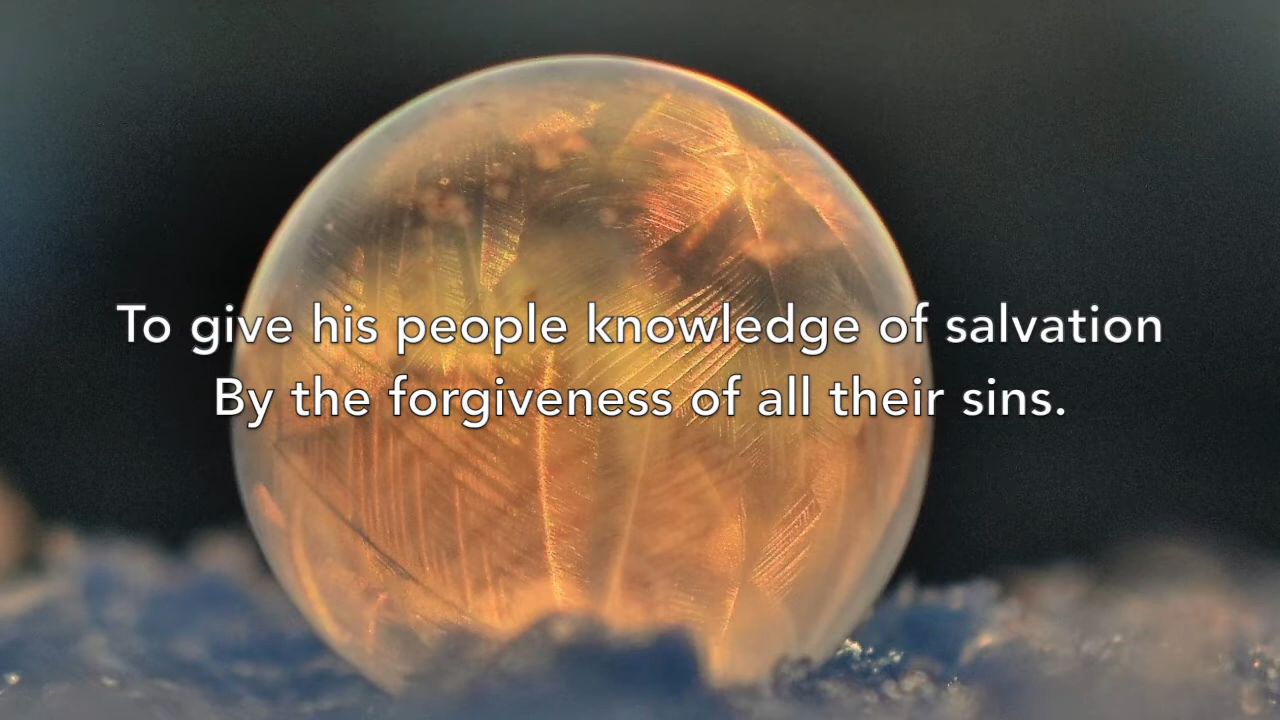 To give his people knowledge of salvation
By the forgiveness of all their sins.